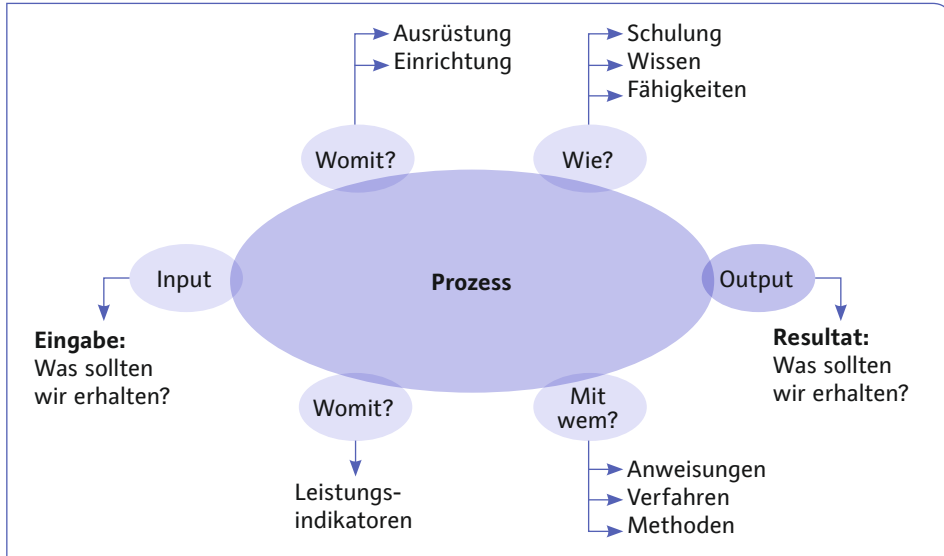 Ausrüstung
Einrichtung
Schulung
Wissen
Fähigkeiten
Womit?
Wie?
Input
Prozess
Output
Eingabe:
Was sollten
wir erhalten?
Resultat:
Was sollten
wir erhalten?
Womit?
Mit
wem?
Leistungs-
indikatoren
Anweisungen
Verfahren
Methoden